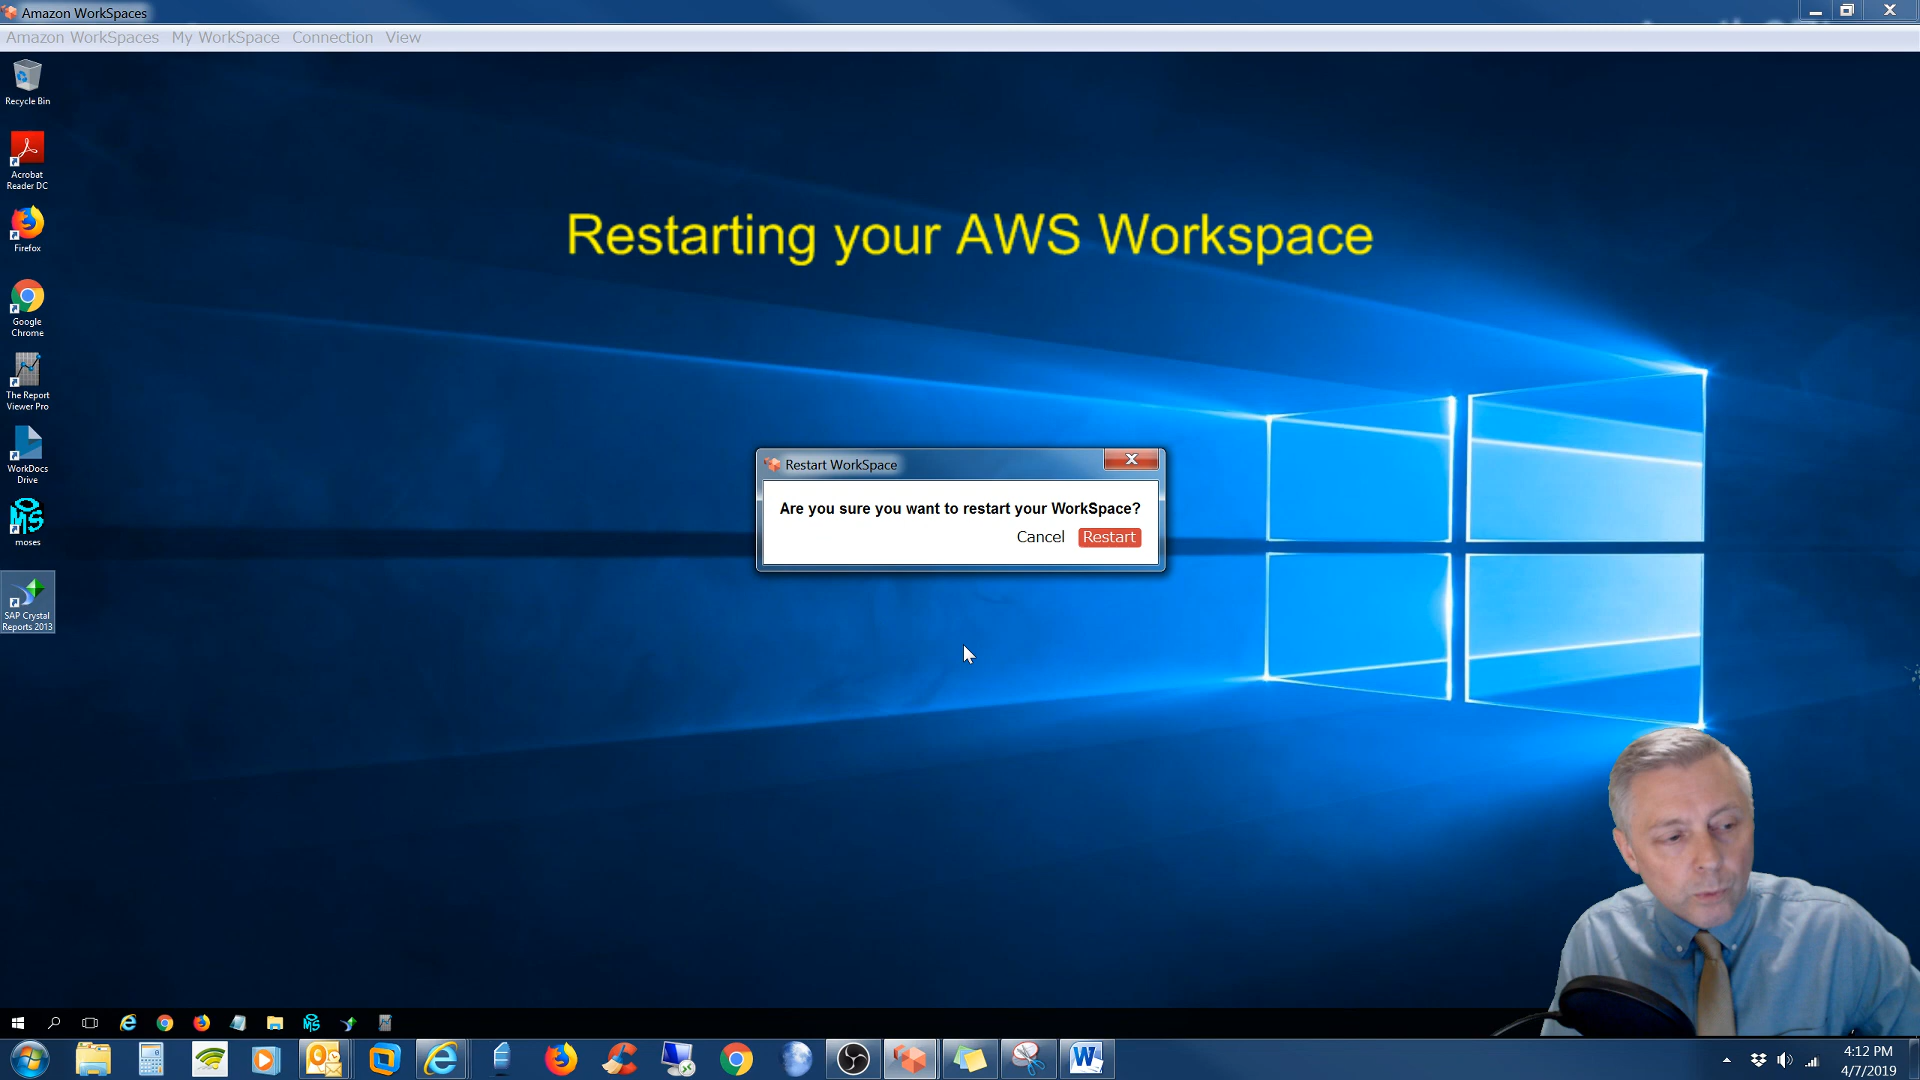 Amazon WorkSpaces
Amazon WorkSpaces My WorkSpace Connection View
Recycle Bin
Acrobat
Reader DC
Firefox
Google
Chrome
The Report
Viewer Pro
WorkDocs
Drive
MS
moses
SAP Crystal
Reports 2013
Restarting your AWS Workspace
Restart WorkSpace
Are you sure you want to restart your WorkSpace?
Cancel Restart
4:12 PM
4/7/2019